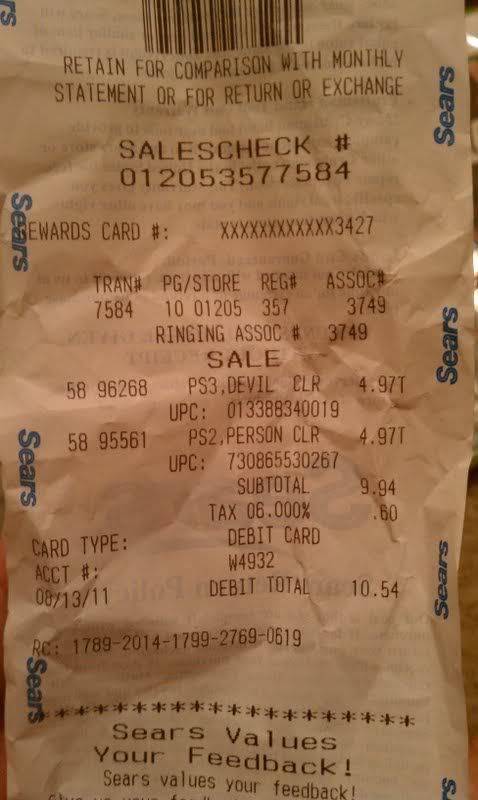 RETAIN FOR COMPARISON WITH MONTHLY
STATEMENT OR FOR RETURN OR EXCHANGE
SALESCHECK #
012053577584
EWARDS CARD #: XXXXXXXXXXXX3427
TRAN# PG/STORE REG# ASSOC#
7584 10 01205 357 3749
RINGING ASSOC # 3749
SALE
58 96268 PS3,DEVIL CLR 4.97T
UPC: 013388340019
58 95561 PS2,PERSON CLR 4.97T
UPC: 730865530267
SUBTOTAL 9.94
TAX 06.000% .60
CARD TYPE: DEBIT CARD
ACCT #: W4932
08/13/11 DEBIT TOTAL 10.54
RC: 1789-2014-1799-2769-0619
Sears Values
Your Feedback!
Sears values your feedback!
Sears
Sears
Sears
Sears
Sears
Sears